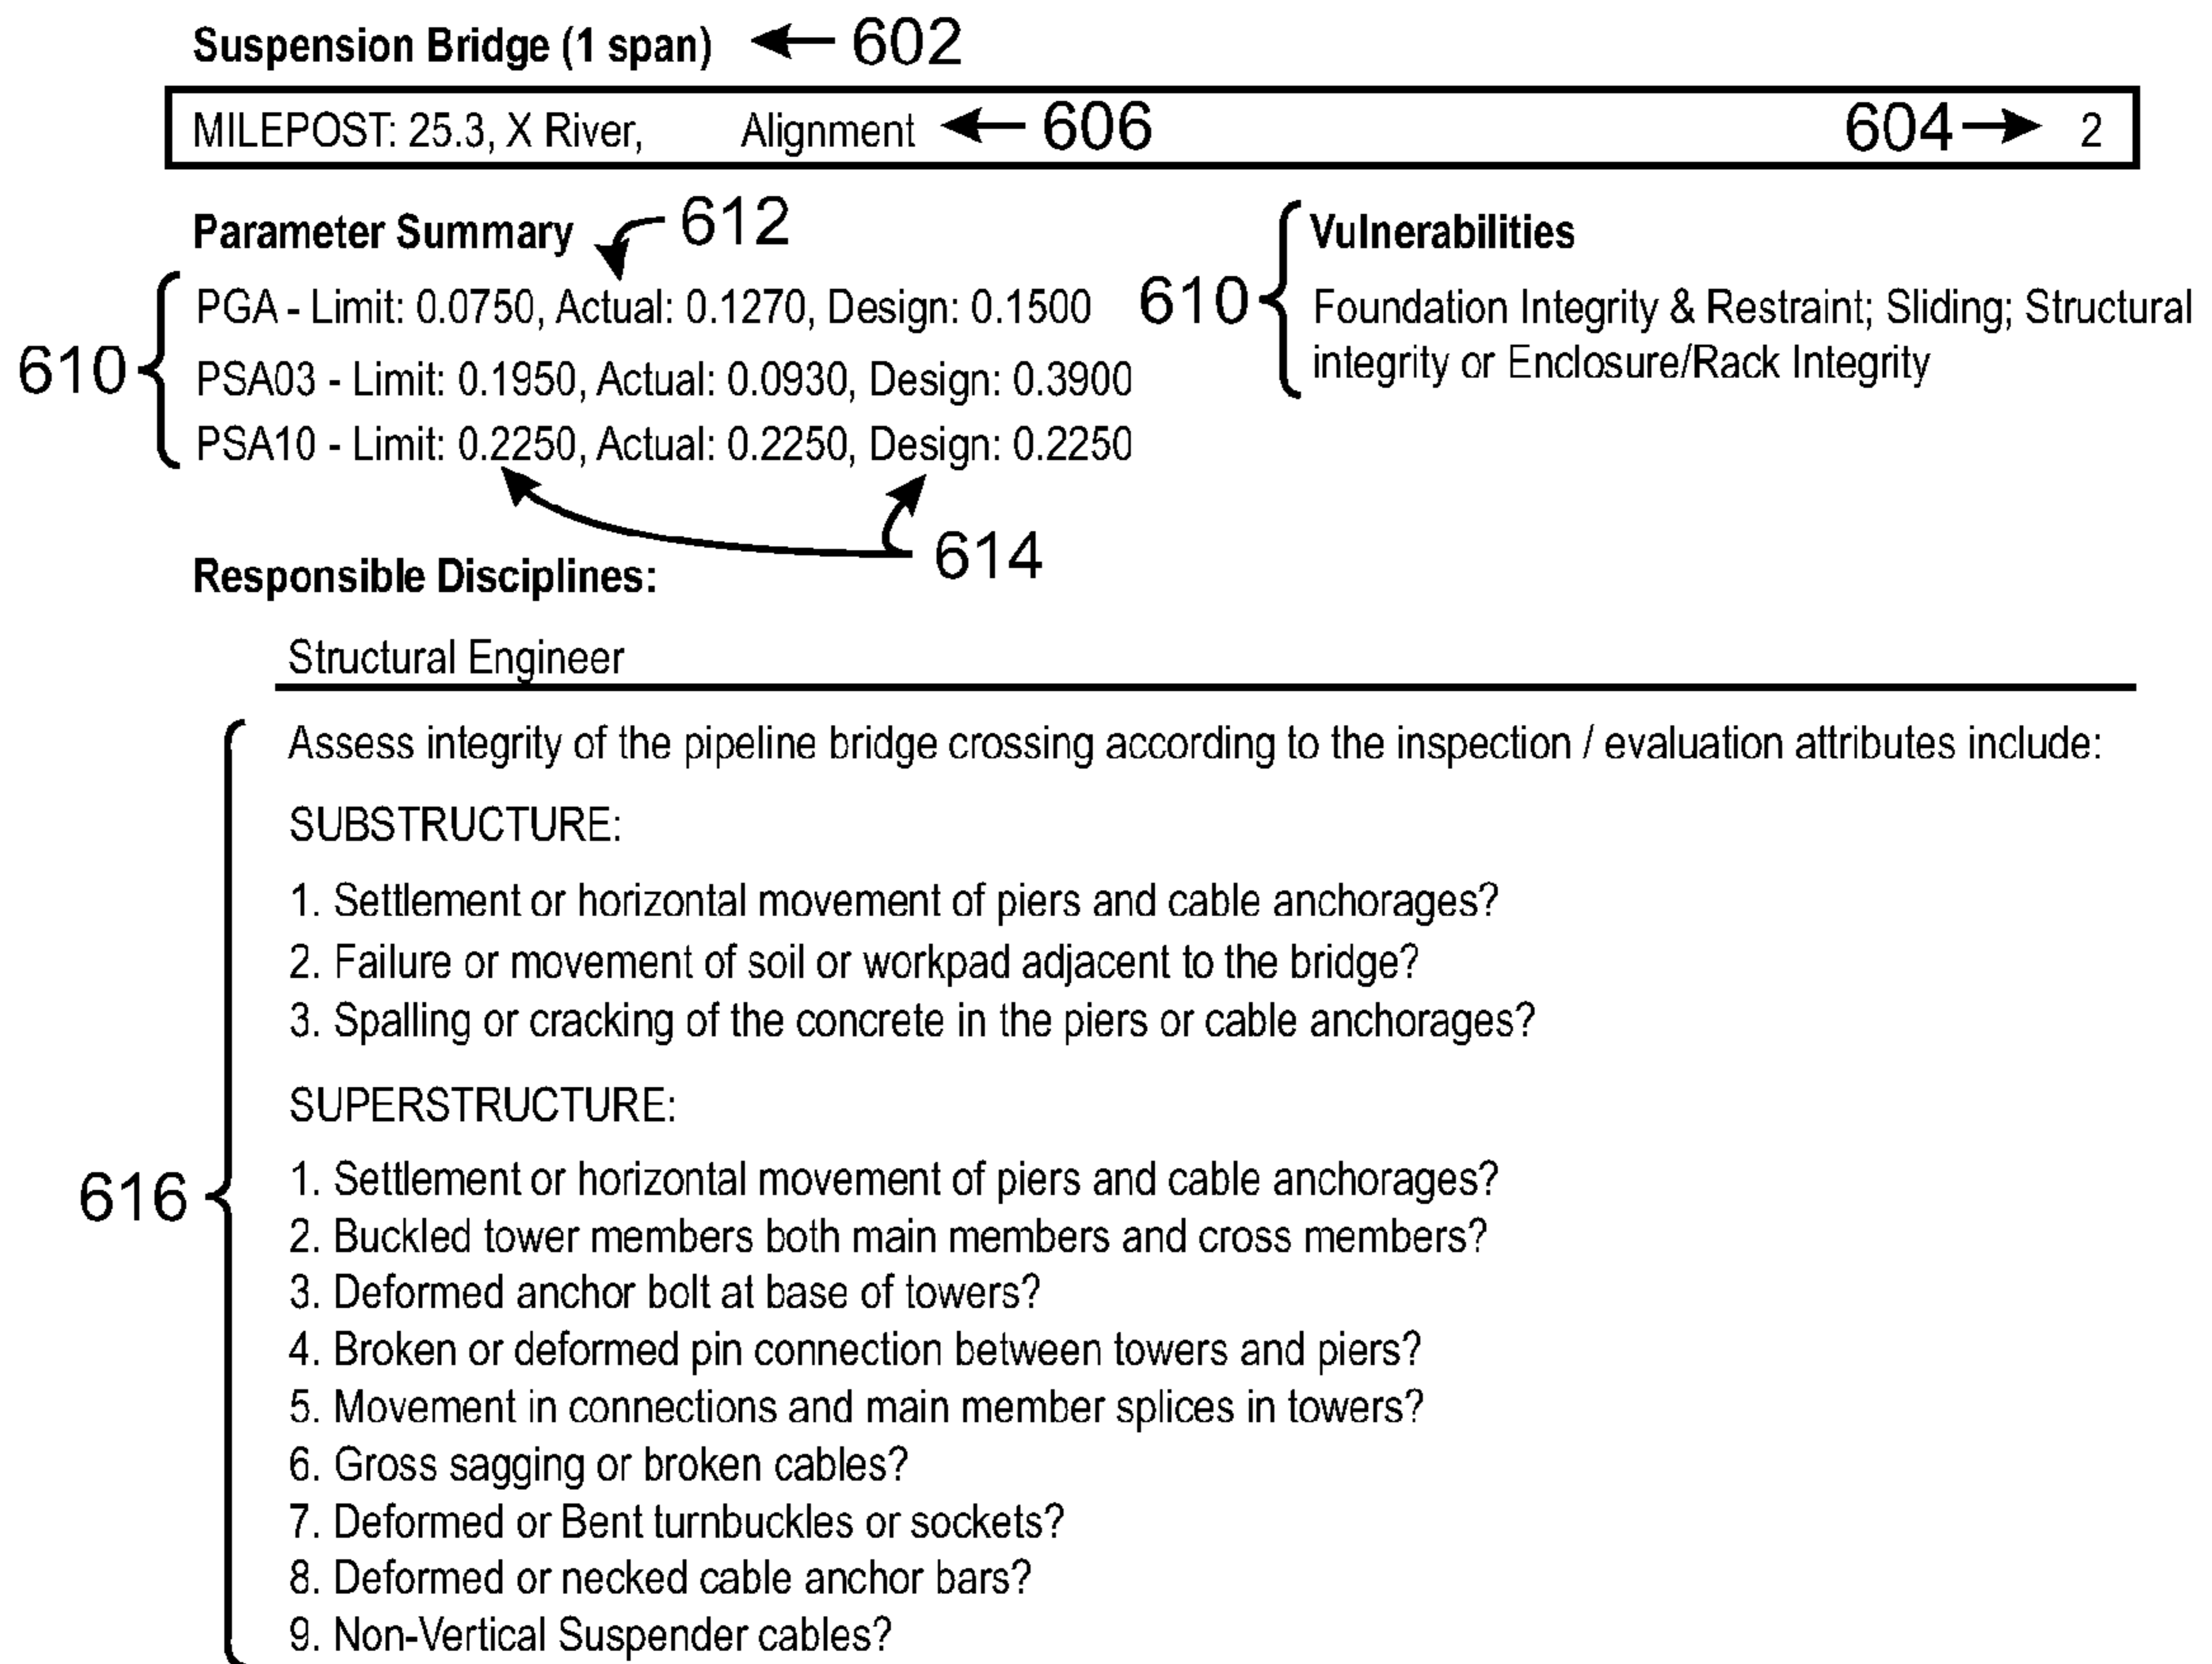 Suspension Bridge (1 span) 602
MILEPOST: 25.3, X River, Alignment 606 604 2
Parameter Summary 612
610
PGA - Limit: 0.0750, Actual: 0.1270, Design: 0.1500
PSA03 - Limit: 0.1950, Actual: 0.0930, Design: 0.3900
PSA10 - Limit: 0.2250, Actual: 0.2250, Design: 0.2250
614
610
Vulnerabilities
Foundation Integrity & Restraint; Sliding; Structural
integrity or Enclosure/Rack Integrity
Responsible Disciplines:
Structural Engineer
616
Assess integrity of the pipeline bridge crossing according to the inspection / evaluation attributes include:
SUBSTRUCTURE:
1. Settlement or horizontal movement of piers and cable anchorages?
2. Failure or movement of soil or workpad adjacent to the bridge?
3. Spalling or cracking of the concrete in the piers or cable anchorages?
SUPERSTRUCTURE:
1. Settlement or horizontal movement of piers and cable anchorages?
2. Buckled tower members both main members and cross members?
3. Deformed anchor bolt at base of towers?
4. Broken or deformed pin connection between towers and piers?
5. Movement in connections and main member splices in towers?
6. Gross sagging or broken cables?
7. Deformed or Bent turnbuckles or sockets?
8. Deformed or necked cable anchor bars?
9. Non-Vertical Suspender cables?